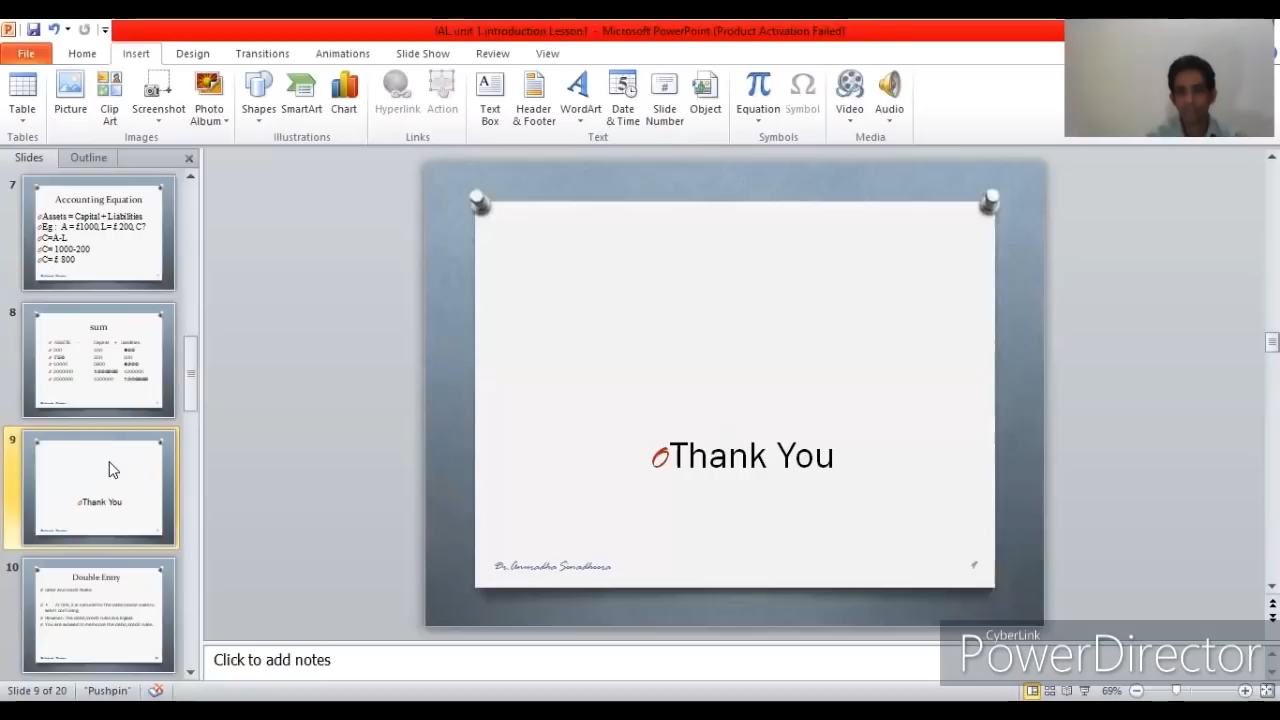 IAL unit 1 introduction Lesson1 - Microsoft PowerPoint (Product Activation Failed)
File Home Insert Design Transitions Animations Slide Show Review View
Table Picture Clip Art Screenshot Photo Album Shapes SmartArt Chart Hyperlink Action Text Box Header & Footer WordArt Date & Time Slide Number Object Equation Symbol Video Audio
Tables Images Illustrations Links Text Symbols Media
Slides Outline
7
Accounting Equation
Assets = Capital + Liabilities
Eg : A = £1000, L= £ 200, C?
C=A-L
C= 1000-200
C= £ 800
8
sum
9
Thank You
10
Double Entry
Thank You
9
Click to add notes
CyberLink
PowerDirector
Slide 9 of 20 "Pushpin" 69%